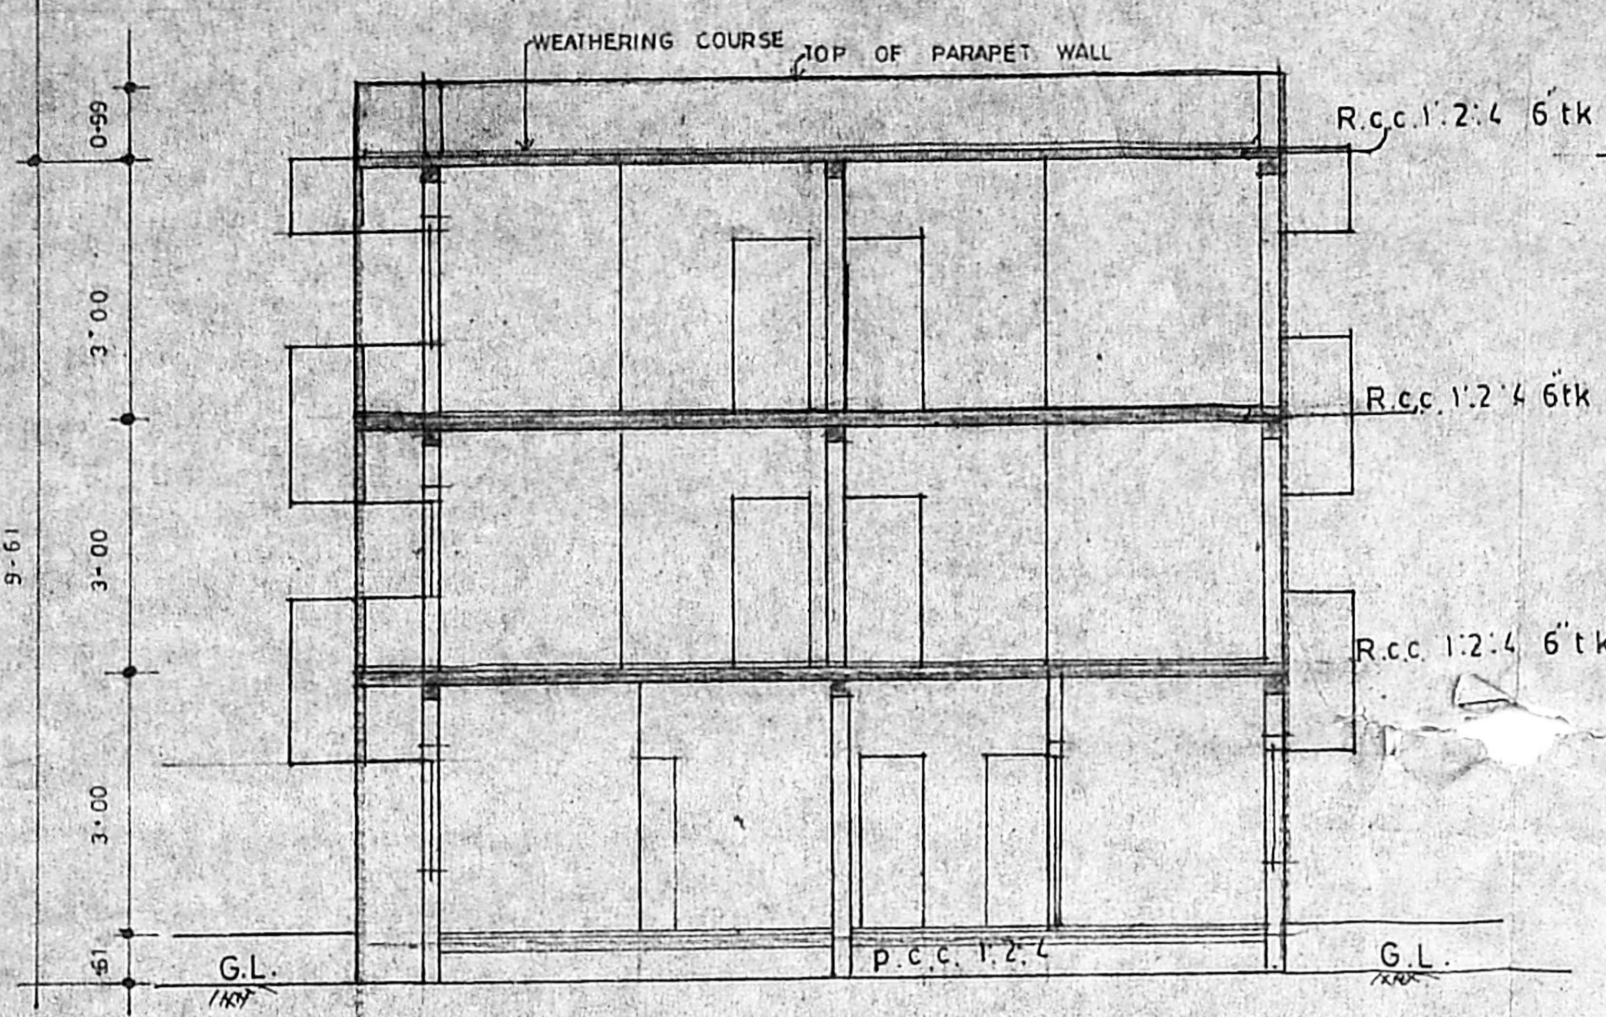 WEATHERING COURSE
TOP OF PARAPET WALL
R.c.c. 1:2:4 6"tk
0·99
3·00
R.c.c. 1:2:4 6"tk
9·61
3·00
R.c.c. 1:2:4 6"tk
3·00
P.c.c. 1:2:4
·61
G.L.
G.L.